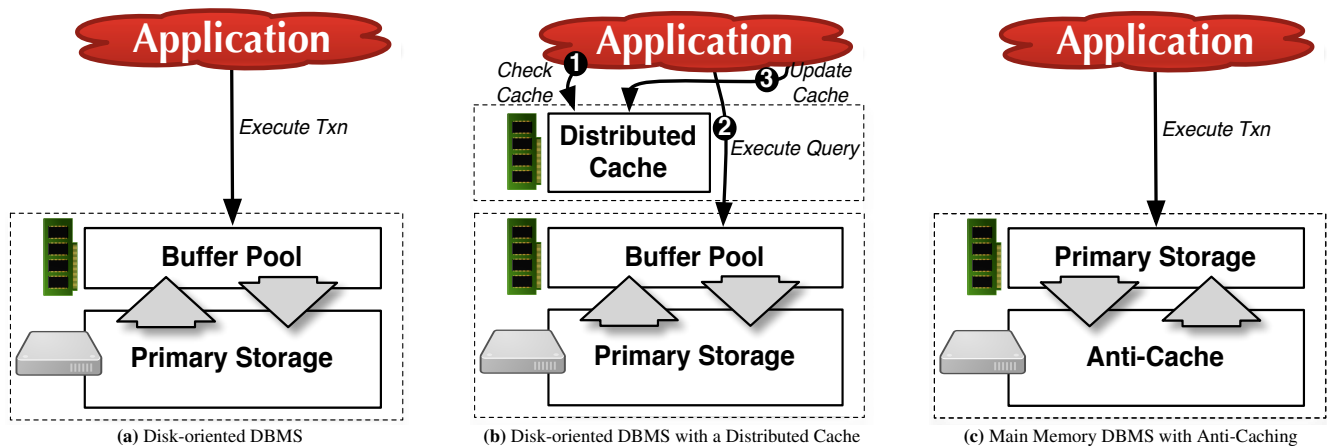 Application
Execute Txn
Buffer Pool
Primary Storage
(a) Disk-oriented DBMS
Application
1
Check
Cache
3
Update
Cache
Distributed
Cache
2
Execute Query
Buffer Pool
Primary Storage
(b) Disk-oriented DBMS with a Distributed Cache
Application
Execute Txn
Primary Storage
Anti-Cache
(c) Main Memory DBMS with Anti-Caching